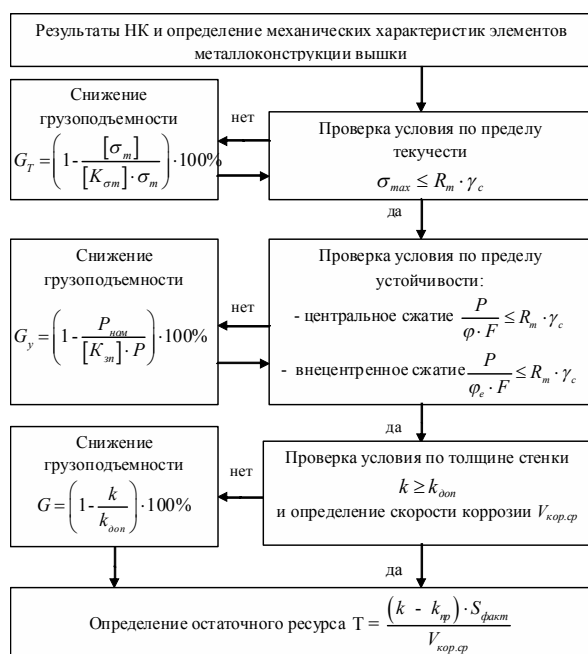 Результаты НК и определение механических характеристик элементов
металлоконструкции вышки
Снижение
грузоподъемности
G_T = (1 - [σ_т] / ([K_σт] · σ_т)) · 100%
нет
Проверка условия по пределу
текучести
σ_max ≤ R_т · γ_c
да
Снижение
грузоподъемности
G_y = (1 - P_ном / ([K_зп] · P)) · 100%
нет
Проверка условия по пределу
устойчивости:
- центральное сжатие P / (φ · F) ≤ R_т · γ_c
- внецентренное сжатие P / (φ_e · F) ≤ R_т · γ_c
да
Снижение
грузоподъемности
G = (1 - k / k_доп) · 100%
нет
Проверка условия по толщине стенки
k ≥ k_доп
и определение скорости коррозии V_кор.ср
да
Определение остаточного ресурса T = ((k - k_пр) · S_факт) / V_кор.ср